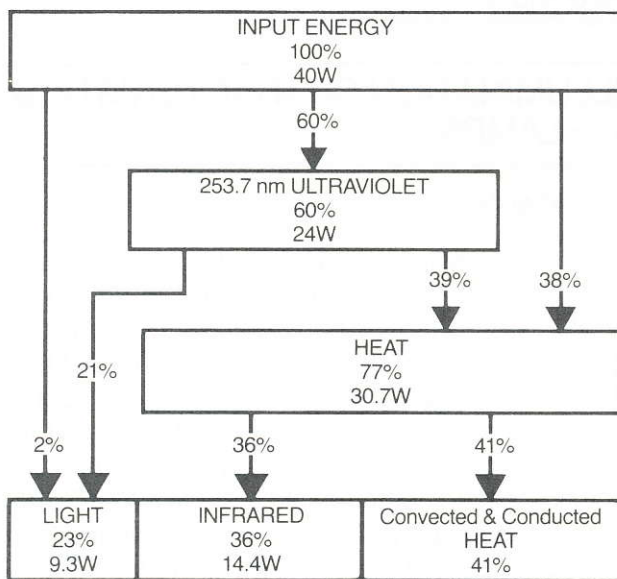 INPUT ENERGY
100%
40W
60%
253.7 nm ULTRAVIOLET
60%
24W
39%
38%
HEAT
77%
30.7W
21%
2%
36%
41%
LIGHT
23%
9.3W
INFRARED
36%
14.4W
Convected & Conducted
HEAT
41%